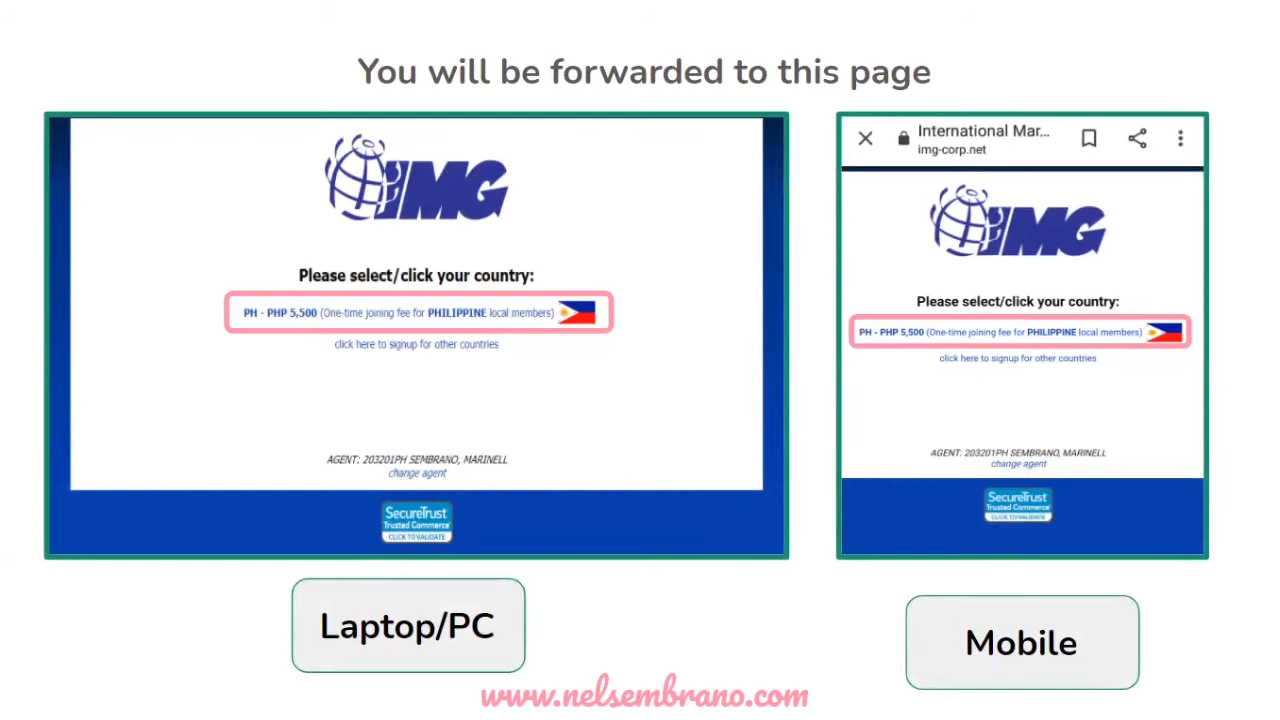 You will be forwarded to this page
IMG
Please select/click your country:
PH - PHP 5,500 (One-time joining fee for PHILIPPINE local members)
click here to signup for other countries
AGENT: 203201PH SEMBRANO, MARINELL
change agent
SecureTrust
Trusted Commerce®
CLICK TO VALIDATE
Laptop/PC
International Mar...
img-corp.net
IMG
Please select/click your country:
PH - PHP 5,500 (One-time joining fee for PHILIPPINE local members)
click here to signup for other countries
AGENT: 203201PH SEMBRANO, MARINELL
change agent
SecureTrust
Trusted Commerce®
CLICK TO VALIDATE
Mobile
www.nelsembrano.com